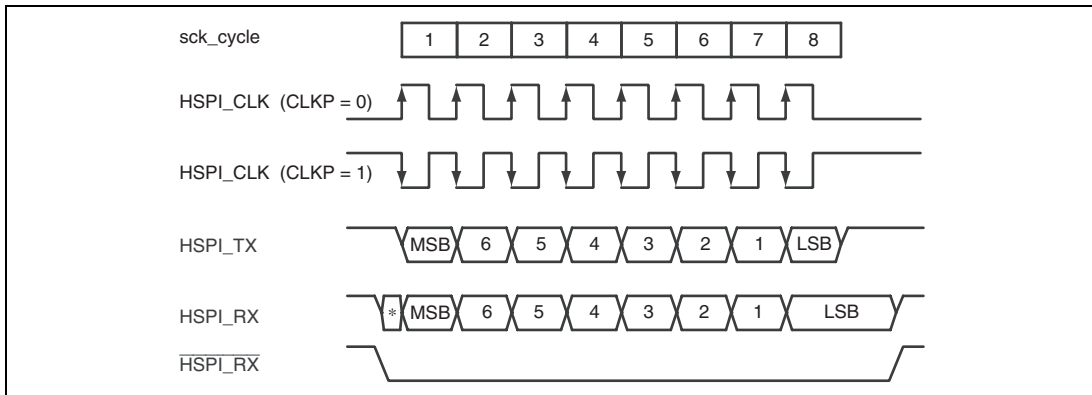 sck_cycle 1 2 3 4 5 6 7 8
HSPI_CLK (CLKP = 0)
HSPI_CLK (CLKP = 1)
HSPI_TX MSB 6 5 4 3 2 1 LSB
HSPI_RX * MSB 6 5 4 3 2 1 LSB
HSPI_RX